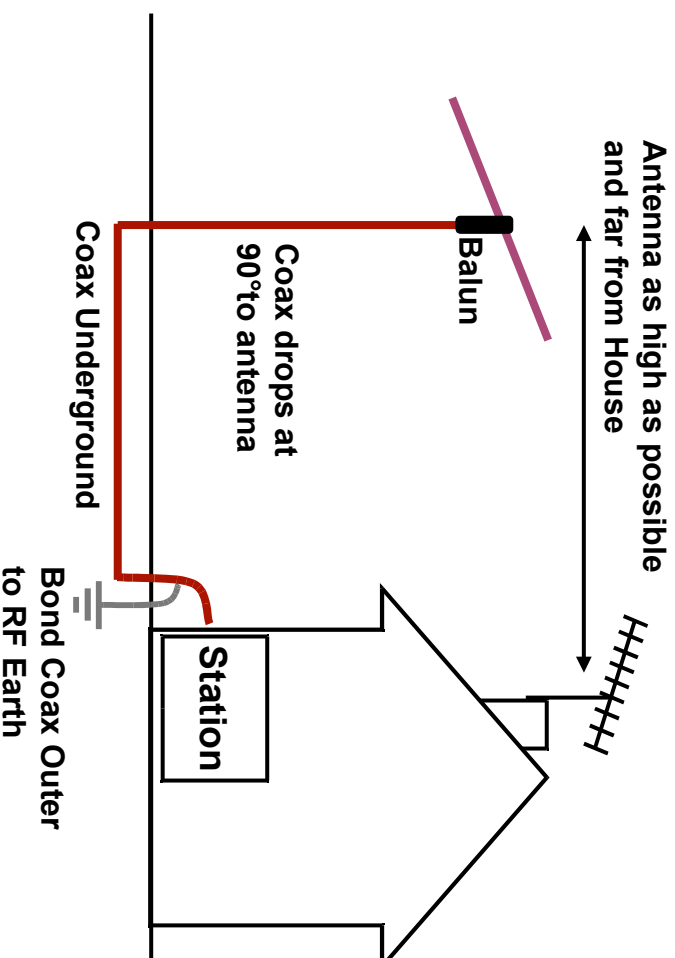 Antenna as high as possible
and far from House
Balun
Coax drops at
90°to antenna
Station
Coax Underground
Bond Coax Outer
to RF Earth